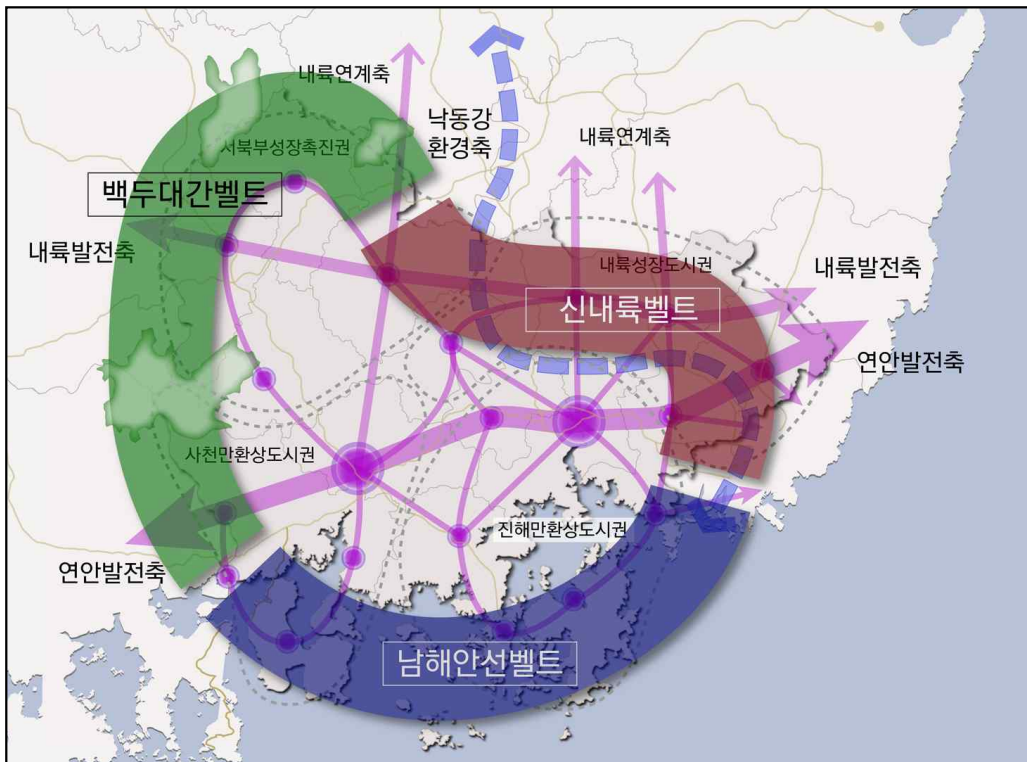 내륙연계축
낙동강
환경축
내륙연계축
서북부성장촉진권
백두대간벨트
내륙발전축
내륙성장도시권
내륙발전축
신내륙벨트
연안발전축
사천만환상도시권
진해만환상도시권
연안발전축
남해안선벨트